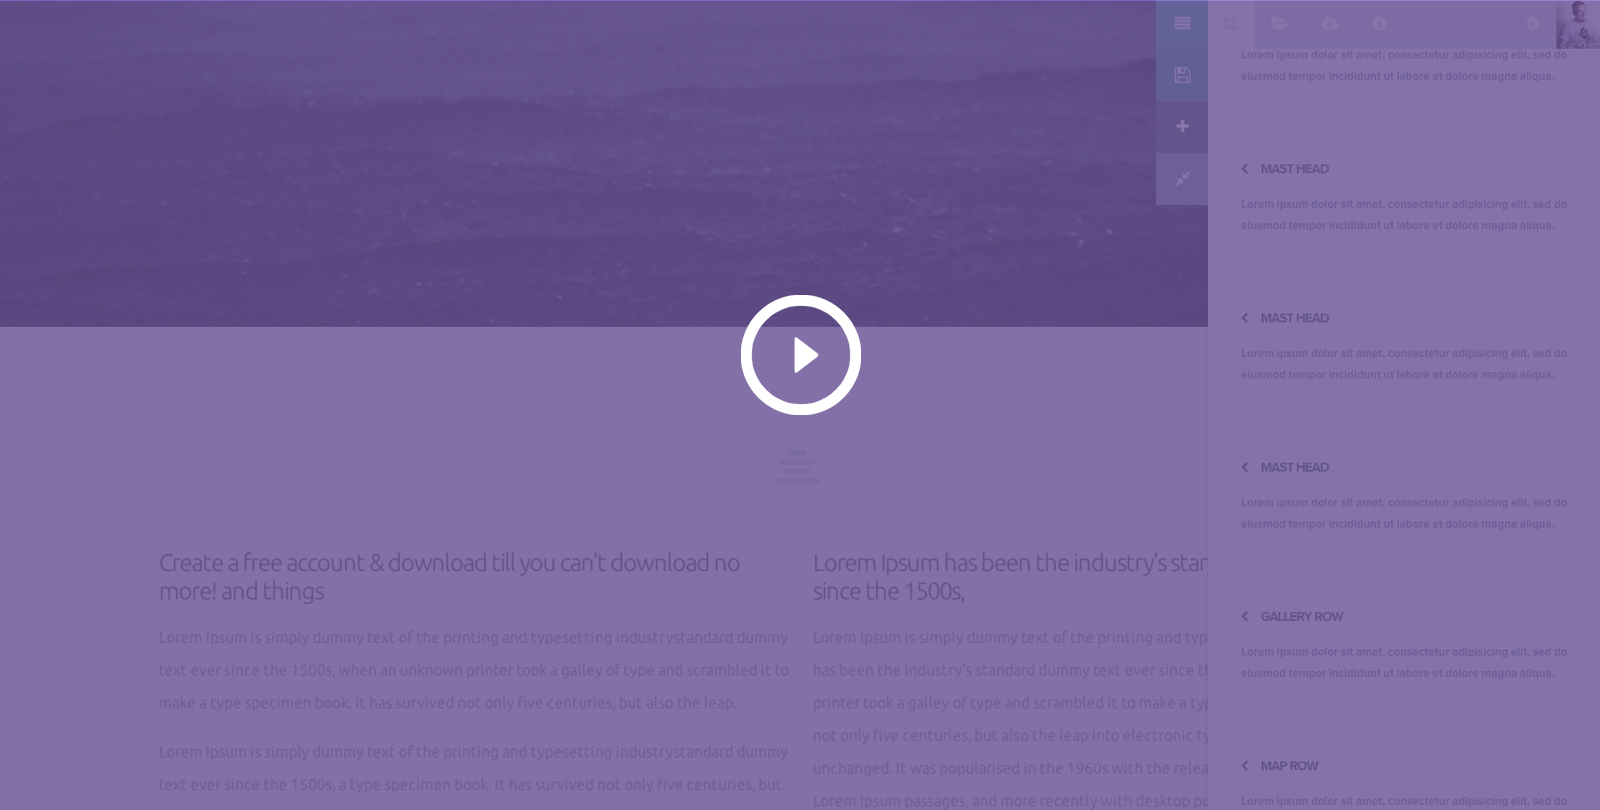 Lorem ipsum dolor sit amet, consectetur adipisicing elit, sed do
eiusmod tempor incididunt ut labore et dolore magna aliqua.
MAST HEAD
Lorem ipsum dolor sit amet, consectetur adipisicing elit, sed do
eiusmod tempor incididunt ut labore et dolore magna aliqua.
MAST HEAD
Lorem ipsum dolor sit amet, consectetur adipisicing elit, sed do
eiusmod tempor incididunt ut labore et dolore magna aliqua.
MAST HEAD
Lorem ipsum dolor sit amet, consectetur adipisicing elit, sed do
eiusmod tempor incididunt ut labore et dolore magna aliqua.
GALLERY ROW
Lorem ipsum dolor sit amet, consectetur adipisicing elit, sed do
eiusmod tempor incididunt ut labore et dolore magna aliqua.
MAP ROW
Lorem ipsum dolor sit amet, consectetur adipisicing elit, sed do
Create a free account & download till you can't download no
more! and things
Lorem Ipsum is simply dummy text of the printing and typesetting industrystandard dummy
text ever since the 1500s, when an unknown printer took a galley of type and scrambled it to
make a type specimen book. It has survived not only five centuries, but also the leap.
Lorem Ipsum is simply dummy text of the printing and typesetting industrystandard dummy
text ever since the 1500s, a type specimen book. It has survived not only five centuries, but
Lorem Ipsum has been the industry's star
since the 1500s,
Lorem Ipsum is simply dummy text of the printing and typ
has been the industry's standard dummy text ever since th
printer took a galley of type and scrambled it to make a typ
not only five centuries, but also the leap into electronic ty
unchanged. It was popularised in the 1960s with the relea
Lorem Ipsum passages, and more recently with desktop pu